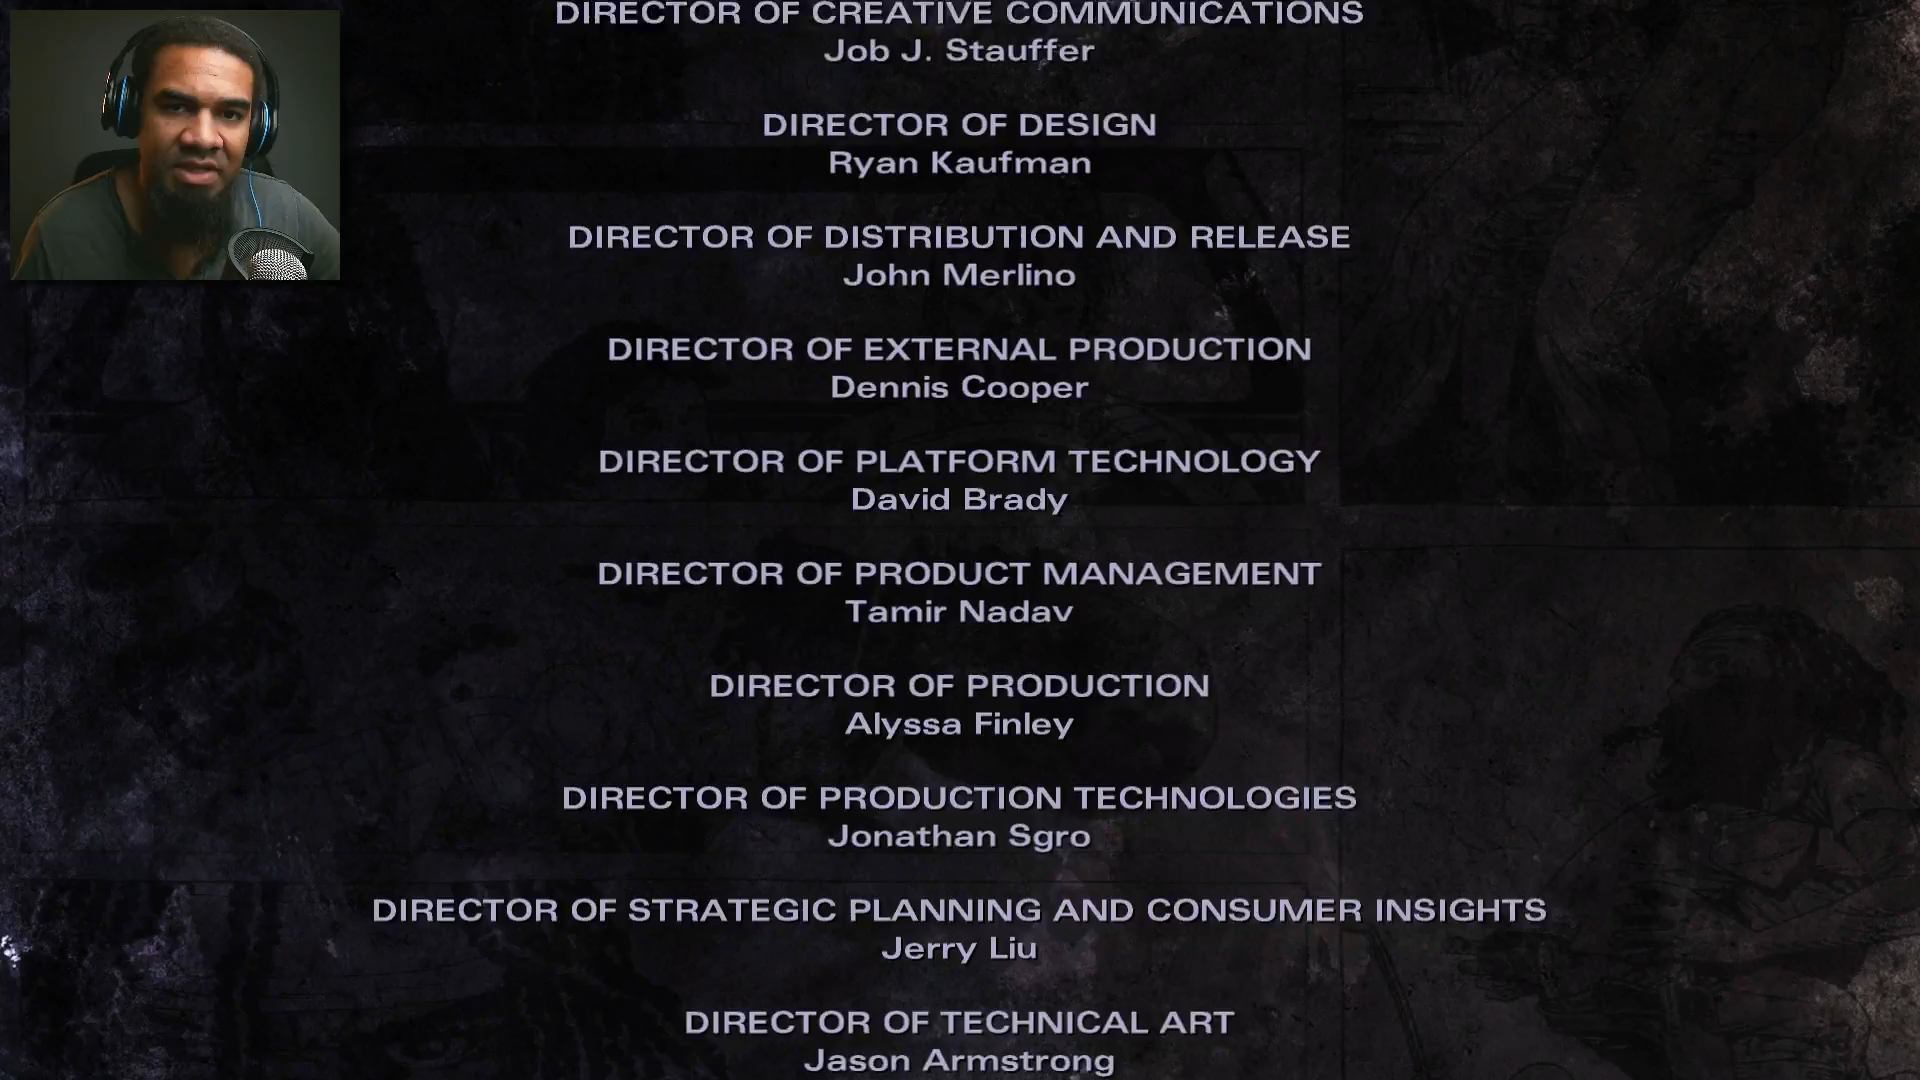 DIRECTOR OF CREATIVE COMMUNICATIONS
Job J. Stauffer
DIRECTOR OF DESIGN
Ryan Kaufman
DIRECTOR OF DISTRIBUTION AND RELEASE
John Merlino
DIRECTOR OF EXTERNAL PRODUCTION
Dennis Cooper
DIRECTOR OF PLATFORM TECHNOLOGY
David Brady
DIRECTOR OF PRODUCT MANAGEMENT
Tamir Nadav
DIRECTOR OF PRODUCTION
Alyssa Finley
DIRECTOR OF PRODUCTION TECHNOLOGIES
Jonathan Sgro
DIRECTOR OF STRATEGIC PLANNING AND CONSUMER INSIGHTS
Jerry Liu
DIRECTOR OF TECHNICAL ART
Jason Armstrong